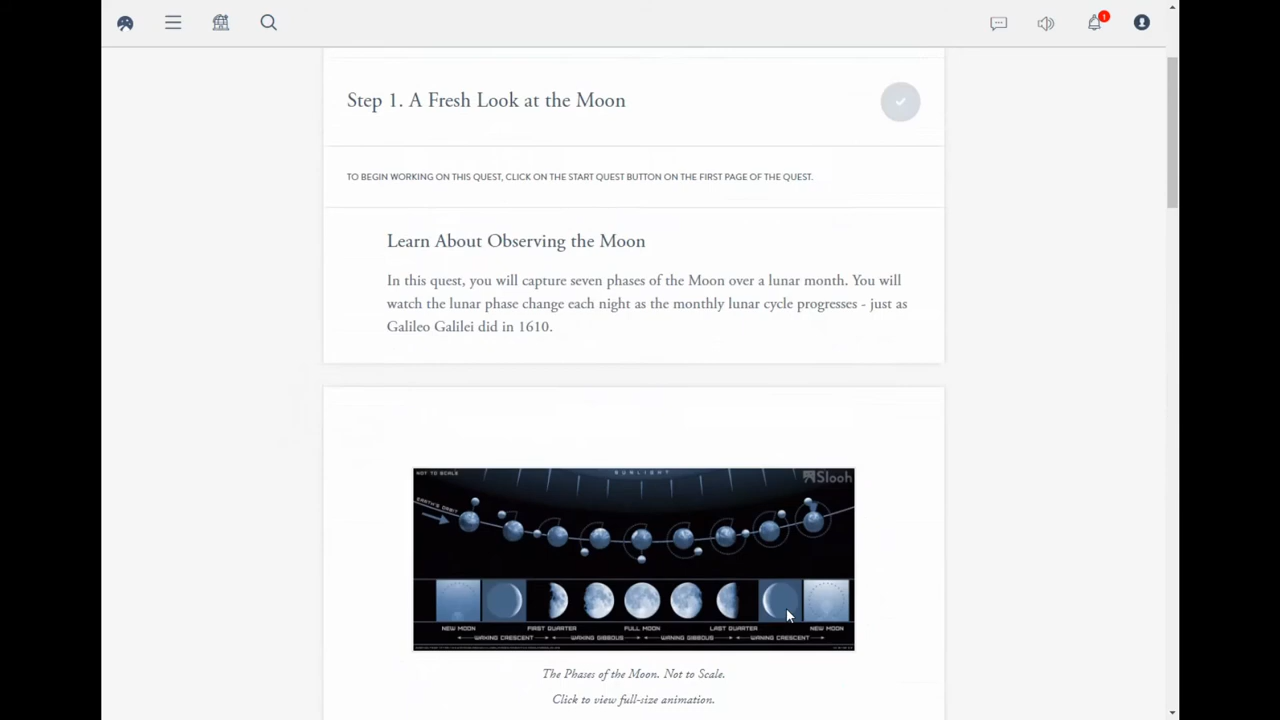 1
Step 1. A Fresh Look at the Moon
TO BEGIN WORKING ON THIS QUEST, CLICK ON THE START QUEST BUTTON ON THE FIRST PAGE OF THE QUEST.
Learn About Observing the Moon
In this quest, you will capture seven phases of the Moon over a lunar month. You will
watch the lunar phase change each night as the monthly lunar cycle progresses - just as
Galileo Galilei did in 1610.
NOT TO SCALE
SUNLIGHT
Slooh
EARTH'S ORBIT
NEW MOON FIRST QUARTER FULL MOON LAST QUARTER NEW MOON
WAXING CRESCENT WAXING GIBBOUS WANING GIBBOUS WANING CRESCENT
The Phases of the Moon. Not to Scale.
Click to view full-size animation.